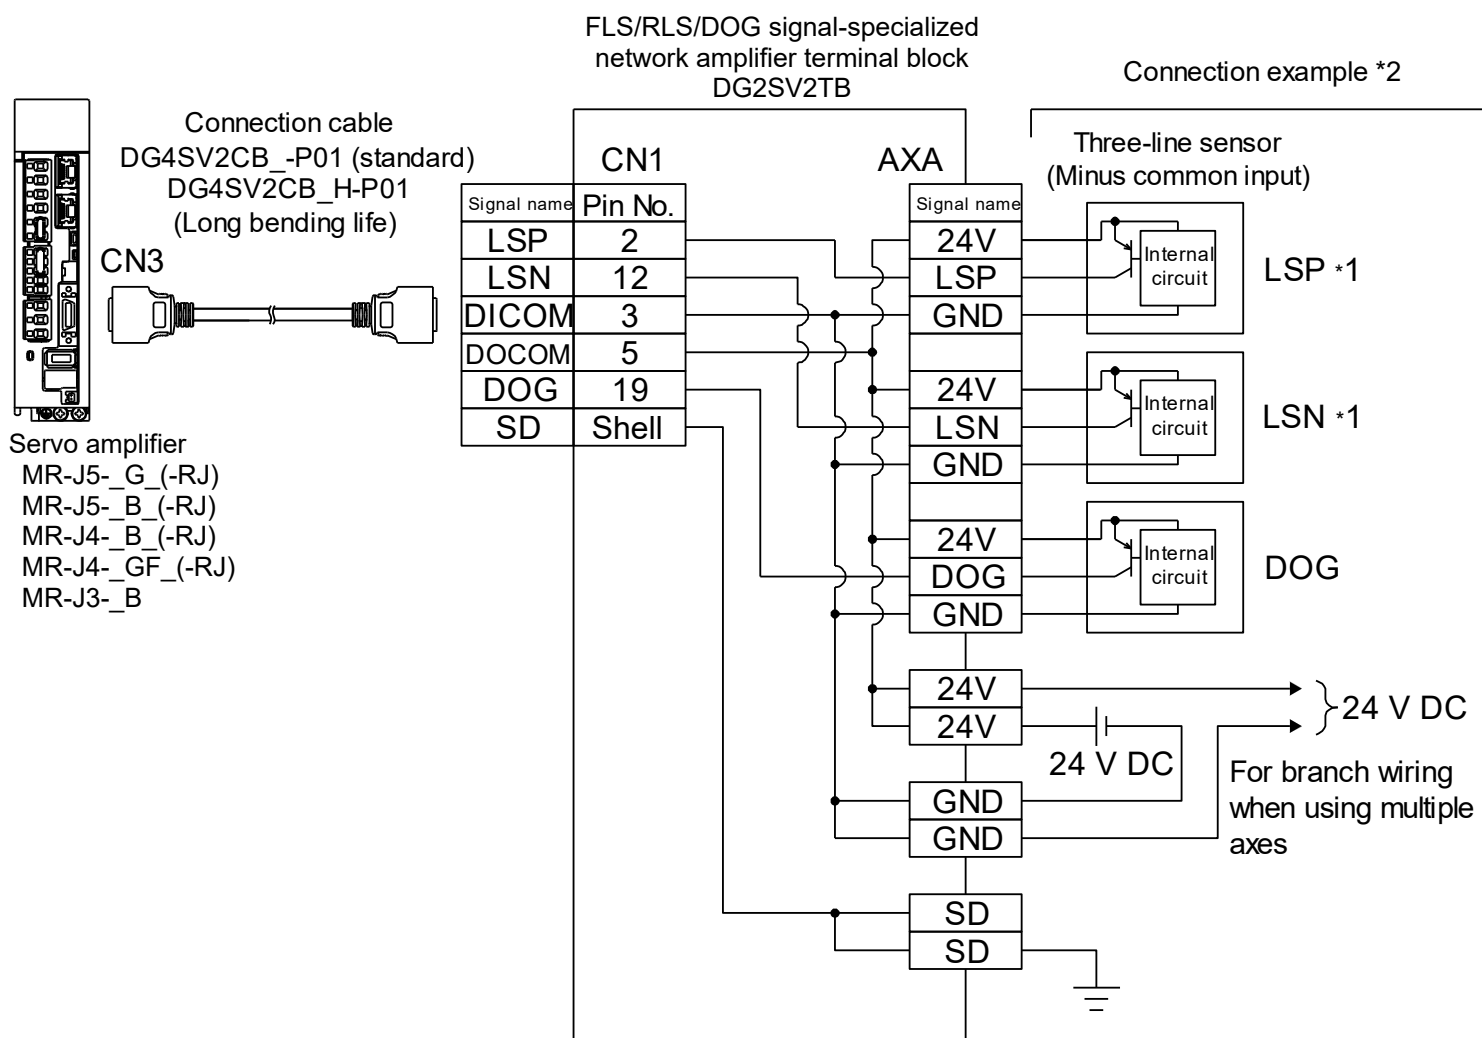 FLS/RLS/DOG signal-specialized
network amplifier terminal block
DG2SV2TB
Connection example *2
Connection cable
DG4SV2CB_-P01 (standard)
DG4SV2CB_H-P01
(Long bending life)
CN3
Servo amplifier
MR-J5-_G_(-RJ)
MR-J5-_B_(-RJ)
MR-J4-_B_(-RJ)
MR-J4-_GF_(-RJ)
MR-J3-_B
CN1
Signal name Pin No.
LSP 2
LSN 12
DICOM 3
DOCOM 5
DOG 19
SD Shell
AXA
Signal name
24V
LSP
GND
24V
LSN
GND
24V
DOG
GND
24V
24V
GND
GND
SD
SD
Three-line sensor
(Minus common input)
Internal
circuit
LSP *1
Internal
circuit
LSN *1
Internal
circuit
DOG
24 V DC
24 V DC
For branch wiring
when using multiple
axes